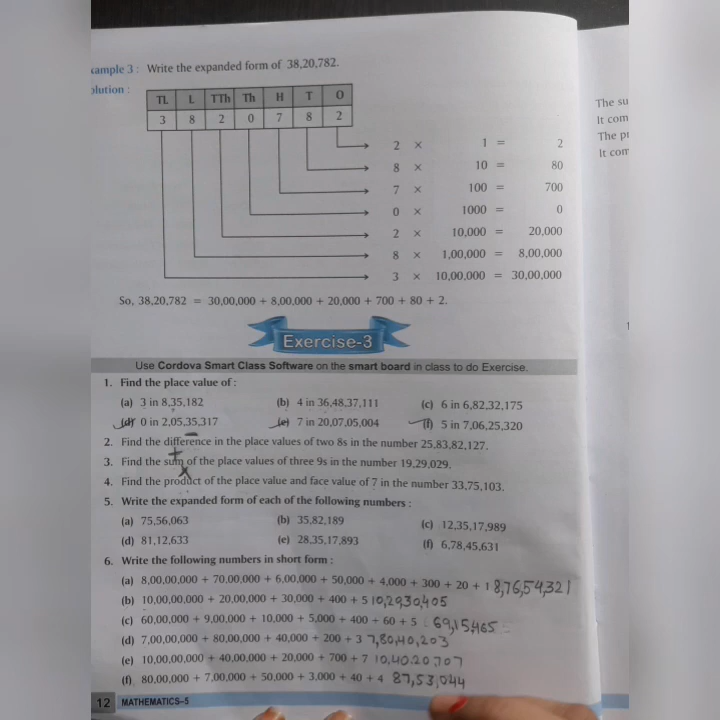 xample 3 : Write the expanded form of 38,20,782.
olution :
TL L TTh Th H T O
3 8 2 0 7 8 2
2 × 1 = 2
8 × 10 = 80
7 × 100 = 700
0 × 1000 = 0
2 × 10,000 = 20,000
8 × 1,00,000 = 8,00,000
3 × 10,00,000 = 30,00,000
So, 38,20,782 = 30,00,000 + 8,00,000 + 20,000 + 700 + 80 + 2.
Exercise-3
Use Cordova Smart Class Software on the smart board in class to do Exercise.
1. Find the place value of :
(a) 3 in 8,35,182 (b) 4 in 36,48,37,111 (c) 6 in 6,82,32,175
(d) 0 in 2,05,35,317 (e) 7 in 20,07,05,004 (f) 5 in 7,06,25,320
2. Find the difference in the place values of two 8s in the number 25,83,82,127.
+
3. Find the sum of the place values of three 9s in the number 19,29,029.
×
4. Find the product of the place value and face value of 7 in the number 33,75,103.
5. Write the expanded form of each of the following numbers :
(a) 75,56,063 (b) 35,82,189 (c) 12,35,17,989
(d) 81,12,633 (e) 28,35,17,893 (f) 6,78,45,631
6. Write the following numbers in short form :
(a) 8,00,00,000 + 70,00,000 + 6,00,000 + 50,000 + 4,000 + 300 + 20 + 1 8,76,54,321
(b) 10,00,00,000 + 20,00,000 + 30,000 + 400 + 5 10,2930,405
(c) 60,00,000 + 9,00,000 + 10,000 + 5,000 + 400 + 60 + 5 69,15,465
(d) 7,00,00,000 + 80,00,000 + 40,000 + 200 + 3 7,80,40,203
(e) 10,00,00,000 + 40,00,000 + 20,000 + 700 + 7 10,40,20,707
(f) 80,00,000 + 7,00,000 + 50,000 + 3,000 + 40 + 4 87,53,044
12 MATHEMATICS–5
The su
It com
The pr
It com